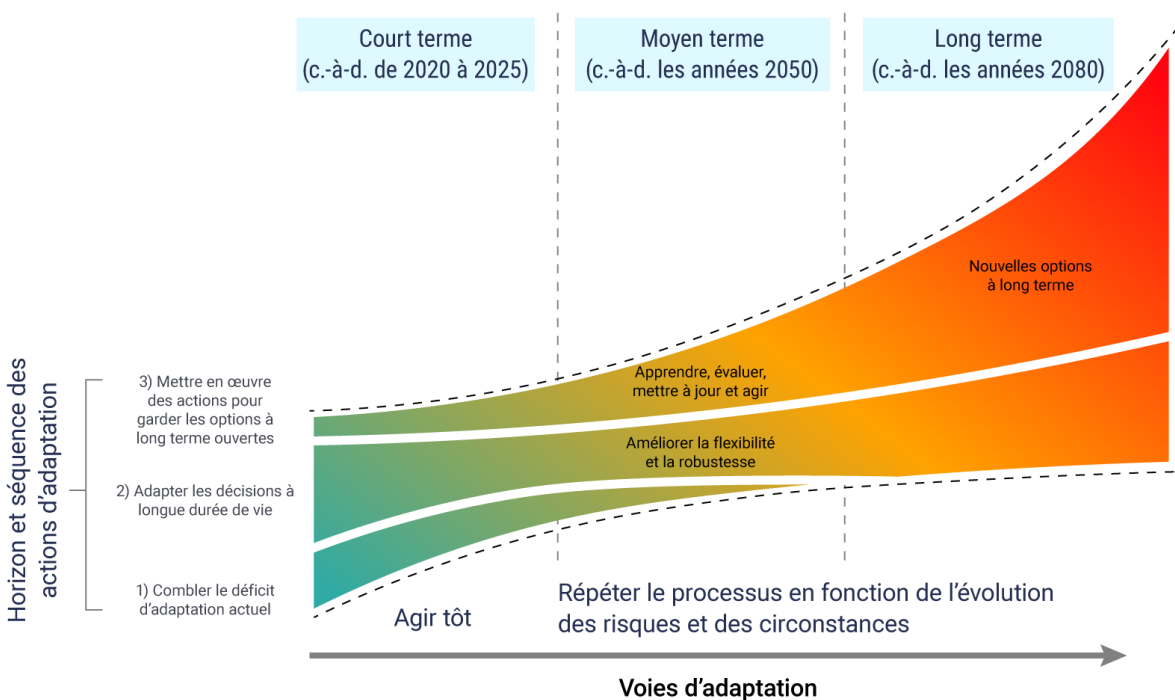 Court terme
(c.-à-d. de 2020 à 2025)
Moyen terme
(c.-à-d. les années 2050)
Long terme
(c.-à-d. les années 2080)
Nouvelles options
à long terme
Apprendre, évaluer,
mettre à jour et agir
Améliorer la flexibilité
et la robustesse
Horizon et séquence des
actions d’adaptation
3) Mettre en œuvre
des actions pour
garder les options à
long terme ouvertes
2) Adapter les décisions à
longue durée de vie
1) Combler le déficit
d’adaptation actuel
Agir tôt
Répéter le processus en fonction de l’évolution
des risques et des circonstances
Voies d’adaptation